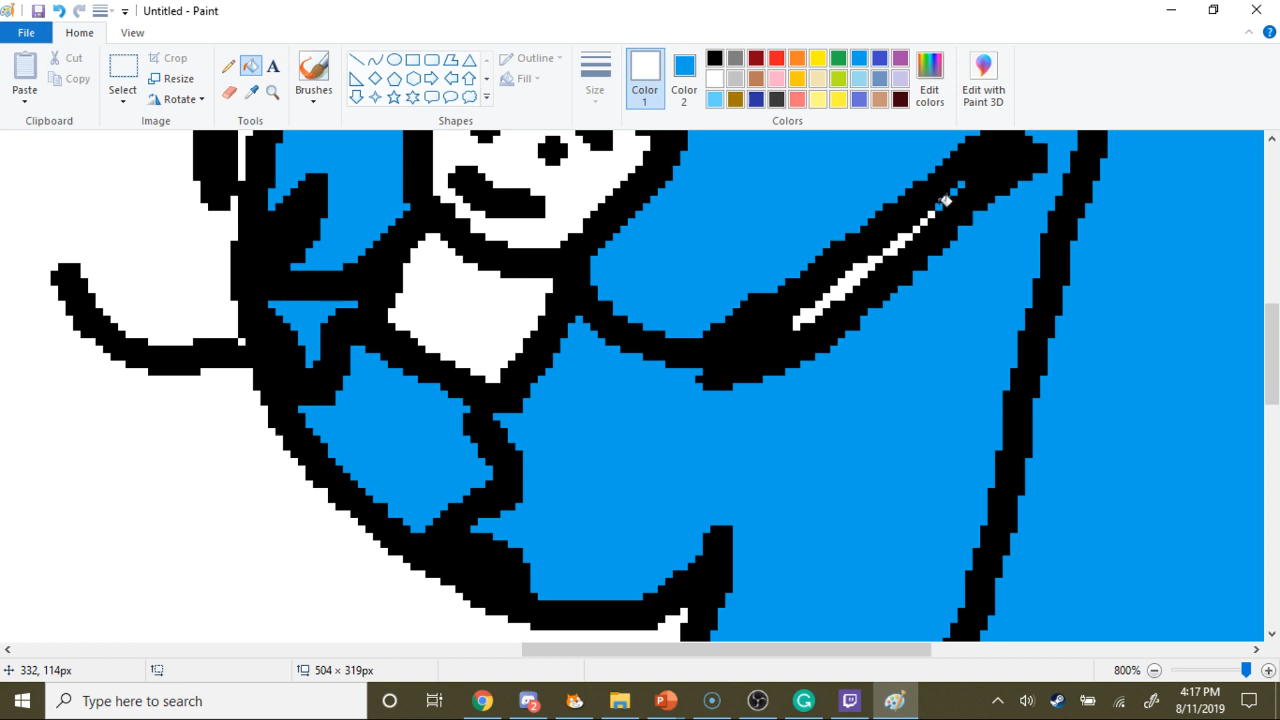 Untitled - Paint
File
Home
View
Paste
Cut
Copy
Clipboard
Select
Crop
Resize
Rotate
Image
A
Tools
Brushes
Outline
Fill
Shapes
Size
Color 1
Color 2
Edit colors
Edit with Paint 3D
Colors
332, 114px
504 × 319px
800%
Type here to search
2
4:17 PM
8/11/2019